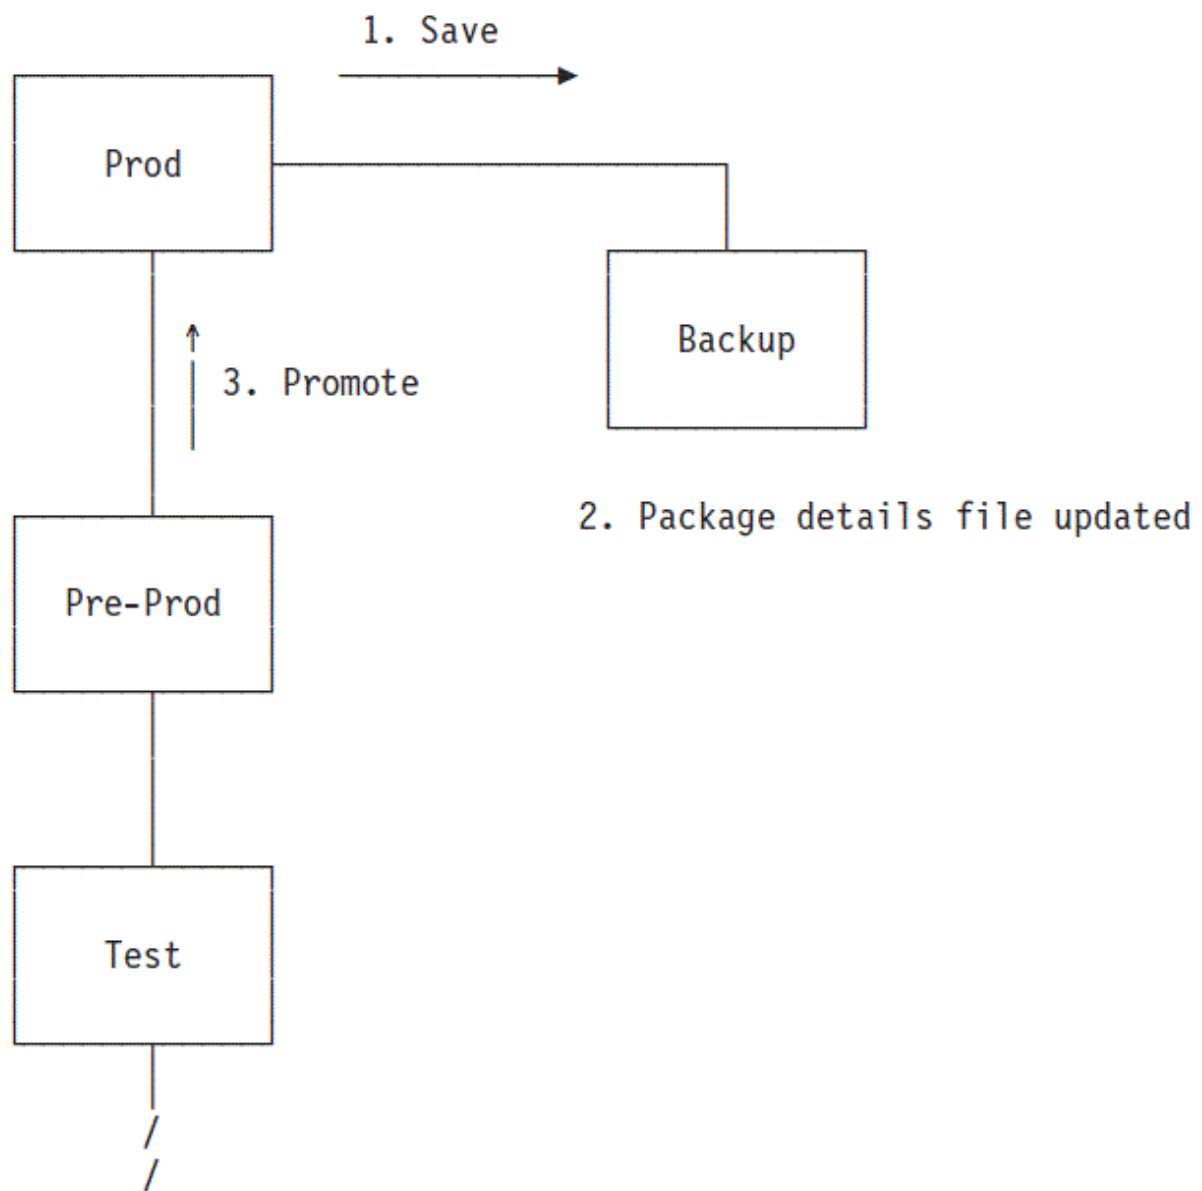 1. Save
Prod
Backup
3. Promote
2. Package details file updated
Pre-Prod
Test
/
/